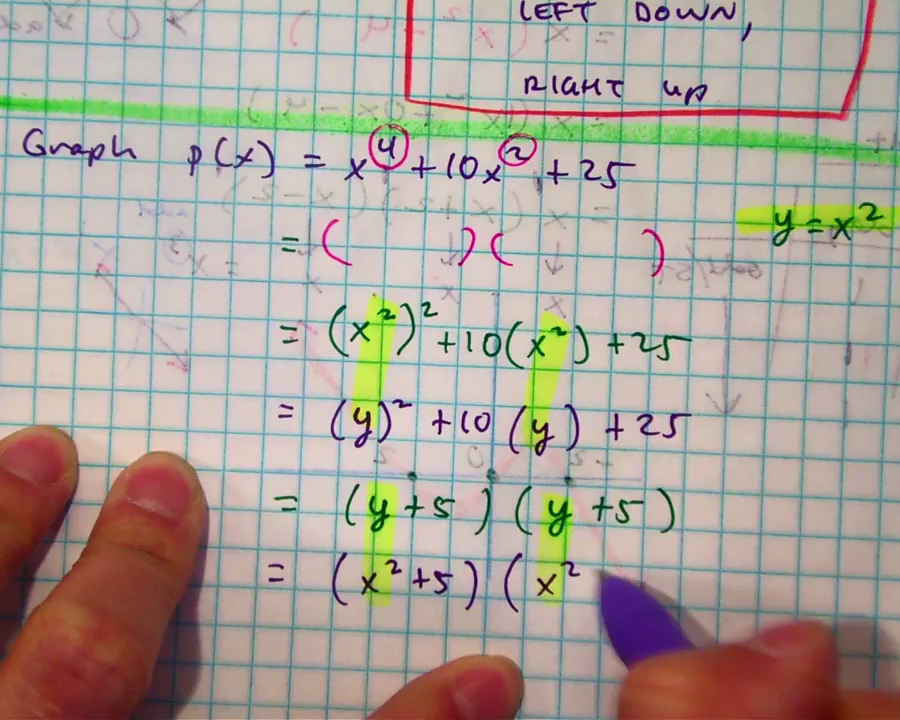 LEFT DOWN,
RIGHT up
Graph p(x) = x⁴ + 10x² + 25
y = x²
= ( ) ( )
= (x²)² + 10(x²) + 25
= (y)² + 10 (y) + 25
= (y + 5) (y + 5)
= (x² + 5) (x²